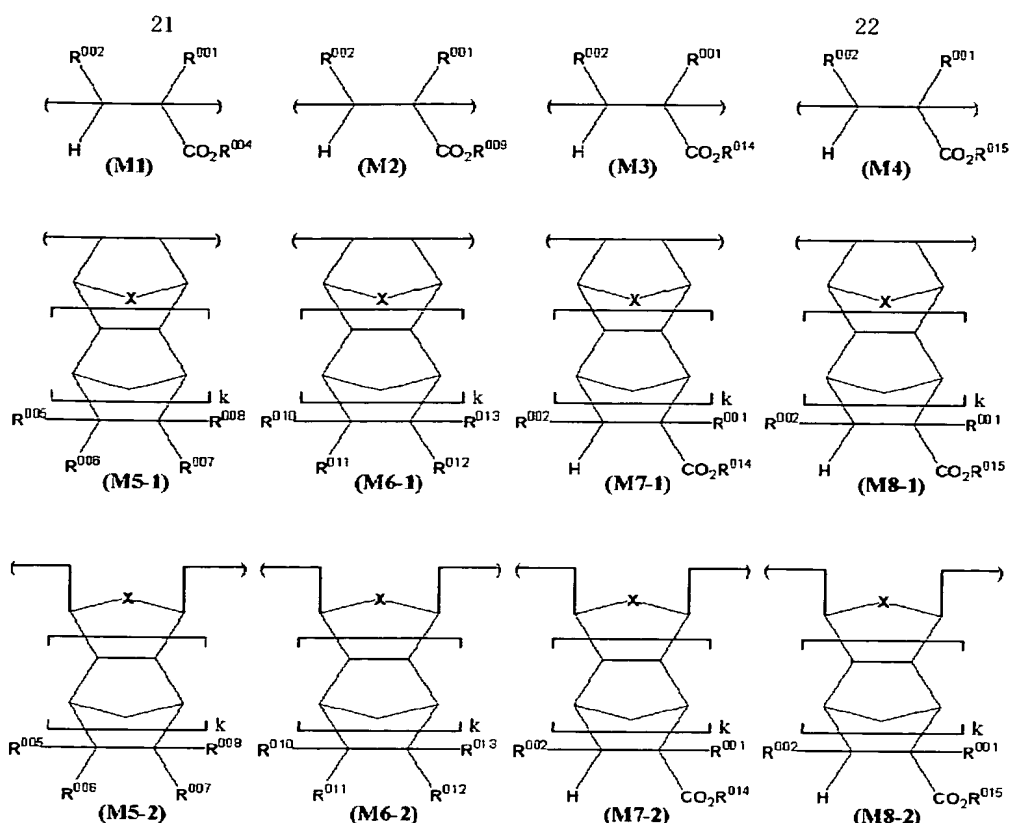 21 22
R002 R001 R002 R001 R002 R001 R002 R001
H CO2R004 H CO2R009 H CO2R014 H CO2R015
(M1) (M2) (M3) (M4)
X X X X
k k k k
R005 R008 R010 R013 R002 R001 R002 R001
R006 R007 R011 R012 H CO2R014 H CO2R015
(M5-1) (M6-1) (M7-1) (M8-1)
X X X X
k k k k
R005 R008 R010 R013 R002 R001 R002 R001
R006 R007 R011 R012 H CO2R014 H CO2R015
(M5-2) (M6-2) (M7-2) (M8-2)